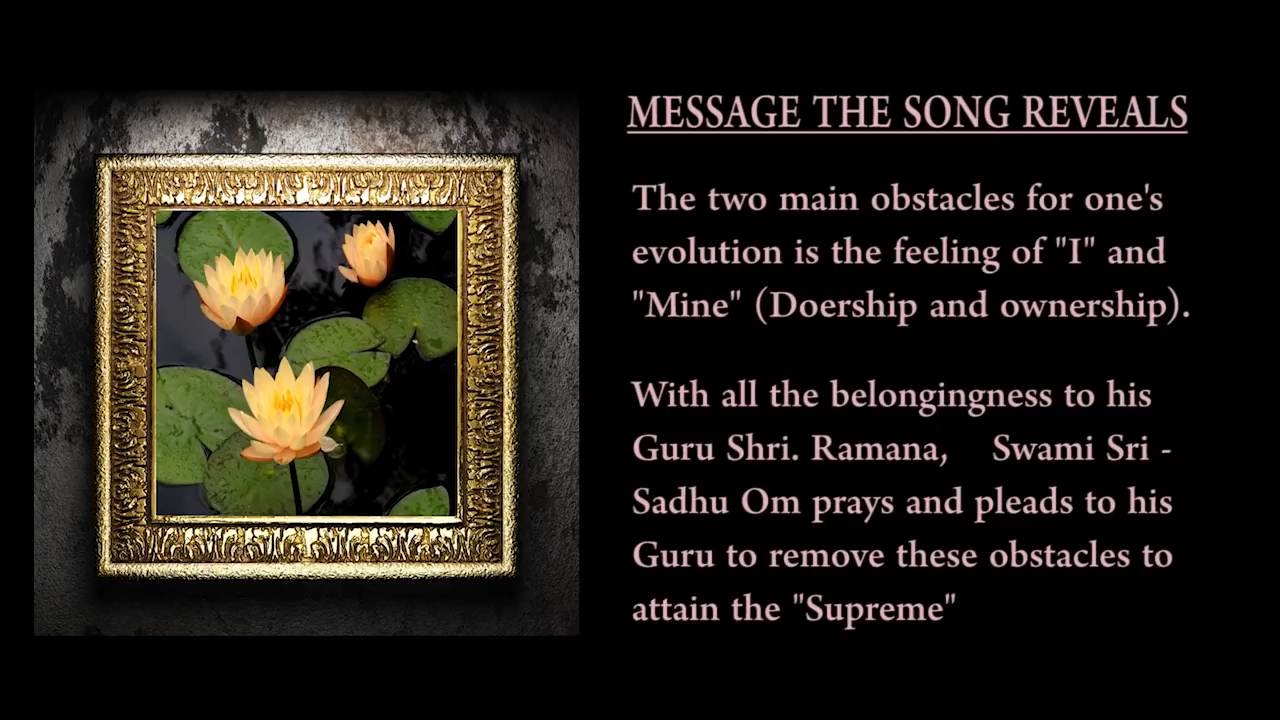 MESSAGE THE SONG REVEALS
The two main obstacles for one's
evolution is the feeling of "I" and
"Mine" (Doership and ownership).
With all the belongingness to his
Guru Shri. Ramana, Swami Sri -
Sadhu Om prays and pleads to his
Guru to remove these obstacles to
attain the "Supreme"